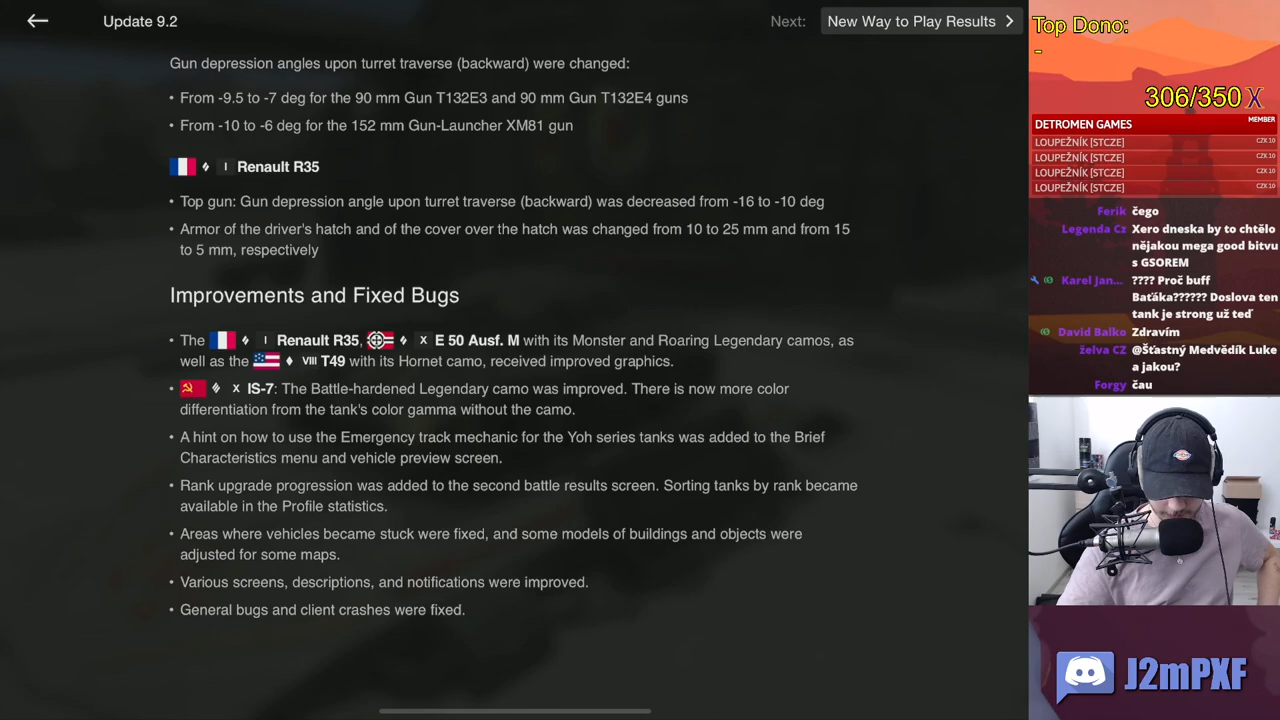 Update 9.2
Next:
New Way to Play Results
Gun depression angles upon turret traverse (backward) were changed:
• From -9.5 to -7 deg for the 90 mm Gun T132E3 and 90 mm Gun T132E4 guns
• From -10 to -6 deg for the 152 mm Gun-Launcher XM81 gun
I Renault R35
• Top gun: Gun depression angle upon turret traverse (backward) was decreased from -16 to -10 deg
• Armor of the driver's hatch and of the cover over the hatch was changed from 10 to 25 mm and from 15
to 5 mm, respectively
Improvements and Fixed Bugs
• The I Renault R35, X E 50 Ausf. M with its Monster and Roaring Legendary camos, as
well as the VIII T49 with its Hornet camo, received improved graphics.
• X IS-7: The Battle-hardened Legendary camo was improved. There is now more color
differentiation from the tank's color gamma without the camo.
• A hint on how to use the Emergency track mechanic for the Yoh series tanks was added to the Brief
Characteristics menu and vehicle preview screen.
• Rank upgrade progression was added to the second battle results screen. Sorting tanks by rank became
available in the Profile statistics.
• Areas where vehicles became stuck were fixed, and some models of buildings and objects were
adjusted for some maps.
• Various screens, descriptions, and notifications were improved.
• General bugs and client crashes were fixed.
Top Dono:
-
306/350 X
DETROMEN GAMES MEMBER
LOUPEŽNÍK [STCZE] CZK 10
LOUPEŽNÍK [STCZE] CZK 10
LOUPEŽNÍK [STCZE] CZK 10
LOUPEŽNÍK [STCZE] CZK 10
Ferik čego
Legenda Cz Xero dneska by to chtělo
nějakou mega good bitvu
s GSOREM
Karel Jan... ???? Proč buff
Baťáka?????? Doslova ten
tank je strong už teď
David Balko Zdravím
želva CZ @Šťastný Medvědík Luke
a jakou?
Forgy čau
J2mPXF